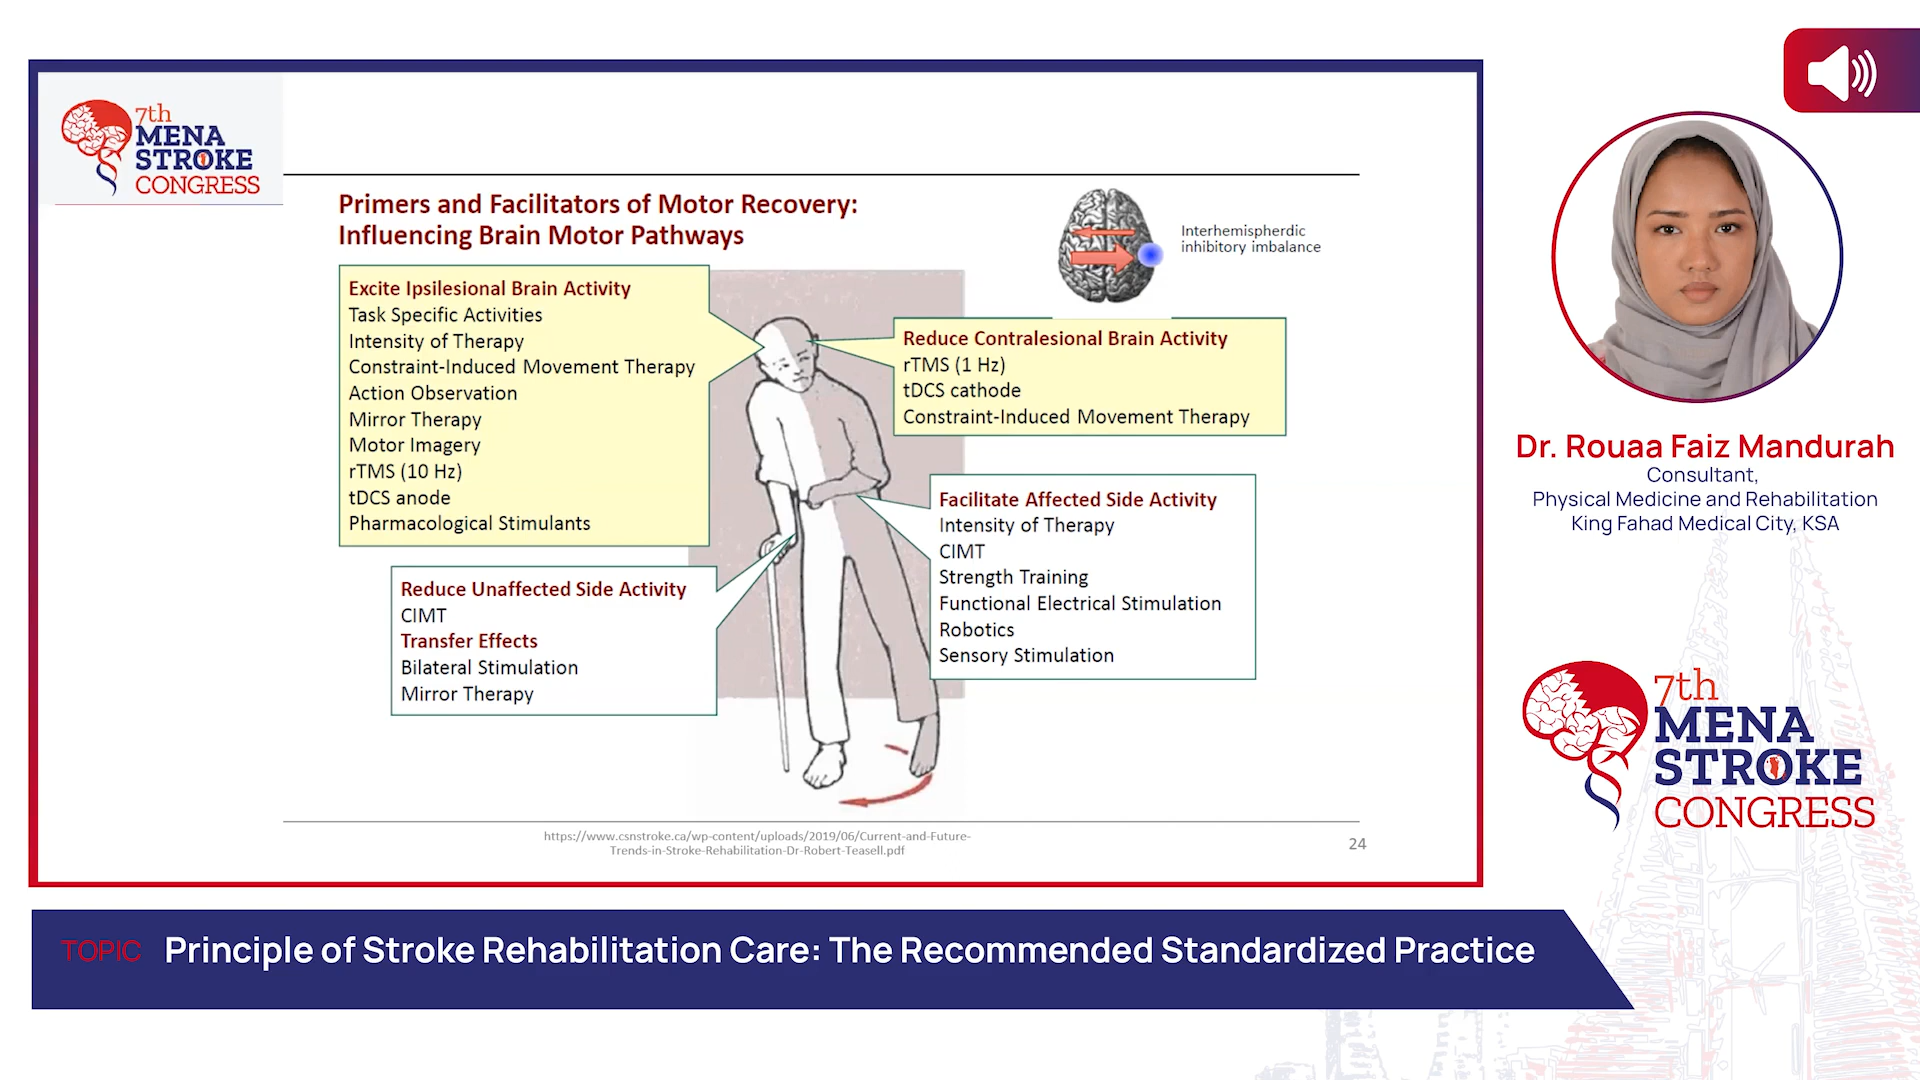 7th
MENA
STROKE
CONGRESS
Primers and Facilitators of Motor Recovery:
Influencing Brain Motor Pathways
Interhemispherdic
inhibitory imbalance
Excite Ipsilesional Brain Activity
Task Specific Activities
Intensity of Therapy
Constraint-Induced Movement Therapy
Action Observation
Mirror Therapy
Motor Imagery
rTMS (10 Hz)
tDCS anode
Pharmacological Stimulants
Reduce Contralesional Brain Activity
rTMS (1 Hz)
tDCS cathode
Constraint-Induced Movement Therapy
Facilitate Affected Side Activity
Intensity of Therapy
CIMT
Strength Training
Functional Electrical Stimulation
Robotics
Sensory Stimulation
Reduce Unaffected Side Activity
CIMT
Transfer Effects
Bilateral Stimulation
Mirror Therapy
https://www.csnstroke.ca/wp-content/uploads/2019/06/Current-and-Future-
Trends-in-Stroke-Rehabilitation-Dr-Robert-Teasell.pdf
24
Dr. Rouaa Faiz Mandurah
Consultant,
Physical Medicine and Rehabilitation
King Fahad Medical City, KSA
7th
MENA
STROKE
CONGRESS
TOPIC Principle of Stroke Rehabilitation Care: The Recommended Standardized Practice